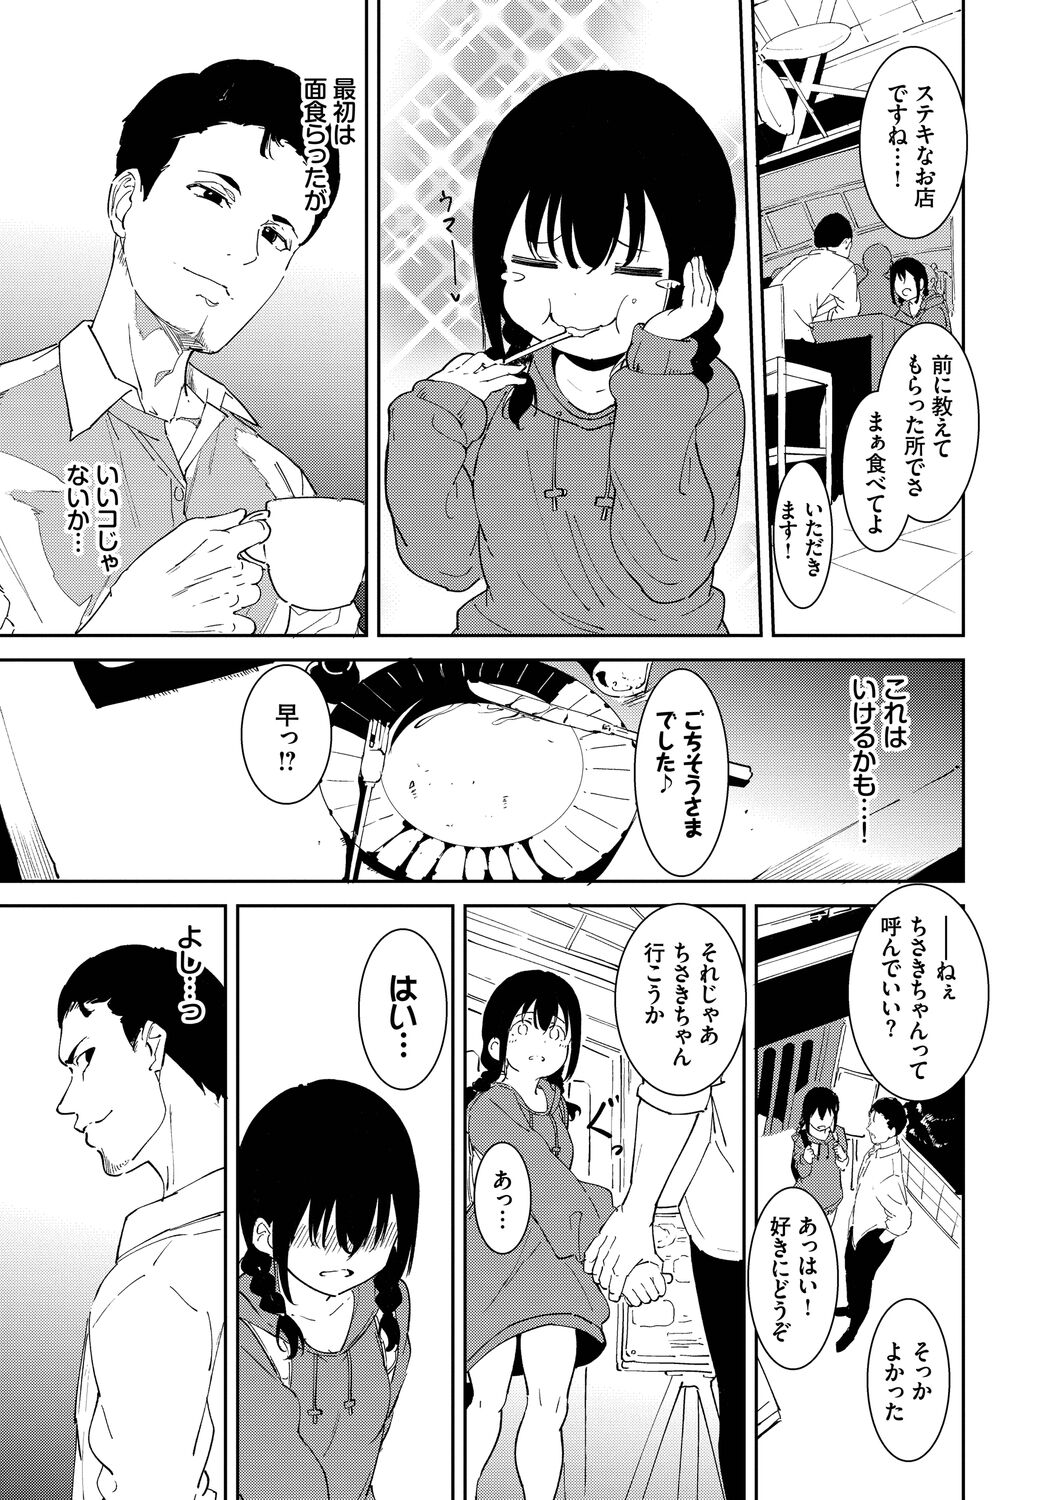 ステキなお店
ですね…！
前に教えて
もらった所でさ
まぁ食べてよ
いただき
ます！
ウマーー
最初は
面食らったが
いいコじゃ
ないか…
これは
いけるかも…！
ごちそうさま
でした♪
早っ!?
──ねぇ
ちさきちゃんって
呼んでいい？
あっはい！
好きにどうぞ
そっか
よかった
それじゃあ
ちさきちゃん
行こうか
ぐっ
あっ…
はい…
よし…っ